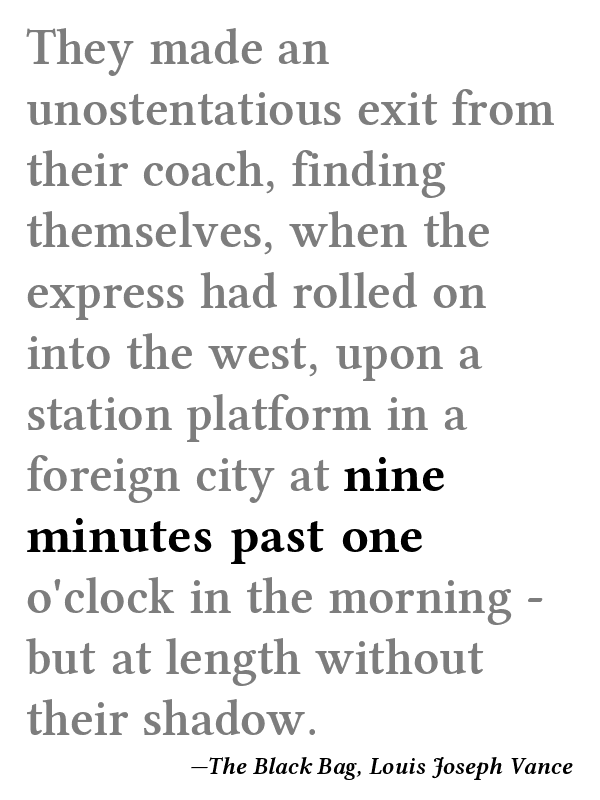 They made an
unostentatious exit from
their coach, finding
themselves, when the
express had rolled on
into the west, upon a
station platform in a
foreign city at nine
minutes past one
o'clock in the morning -
but at length without
their shadow.
—The Black Bag, Louis Joseph Vance